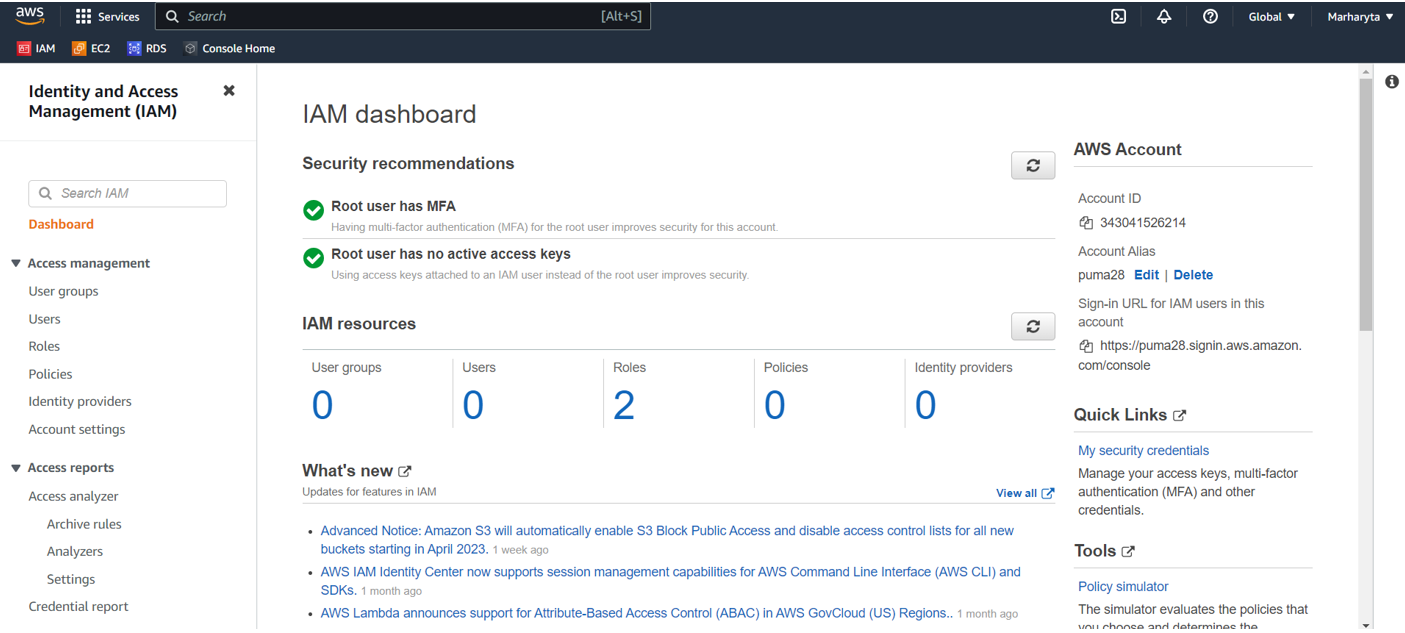 aws
Services
Search
[Alt+S]
Global ▼
Marharyta ▼
IAM
EC2
RDS
Console Home
Identity and Access
Management (IAM)
Search IAM
Dashboard
Access management
User groups
Users
Roles
Policies
Identity providers
Account settings
Access reports
Access analyzer
Archive rules
Analyzers
Settings
Credential report
IAM dashboard
Security recommendations
Root user has MFA
Having multi-factor authentication (MFA) for the root user improves security for this account.
Root user has no active access keys
Using access keys attached to an IAM user instead of the root user improves security.
IAM resources
User groups
0
Users
0
Roles
2
Policies
0
Identity providers
0
What's new
Updates for features in IAM
View all
• Advanced Notice: Amazon S3 will automatically enable S3 Block Public Access and disable access control lists for all new
buckets starting in April 2023. 1 week ago
• AWS IAM Identity Center now supports session management capabilities for AWS Command Line Interface (AWS CLI) and
SDKs. 1 month ago
• AWS Lambda announces support for Attribute-Based Access Control (ABAC) in AWS GovCloud (US) Regions.. 1 month ago
AWS Account
Account ID
343041526214
Account Alias
puma28 Edit | Delete
Sign-in URL for IAM users in this
account
https://puma28.signin.aws.amazon.
com/console
Quick Links
My security credentials
Manage your access keys, multi-factor
authentication (MFA) and other
credentials.
Tools
Policy simulator
The simulator evaluates the policies that
you choose and determines the